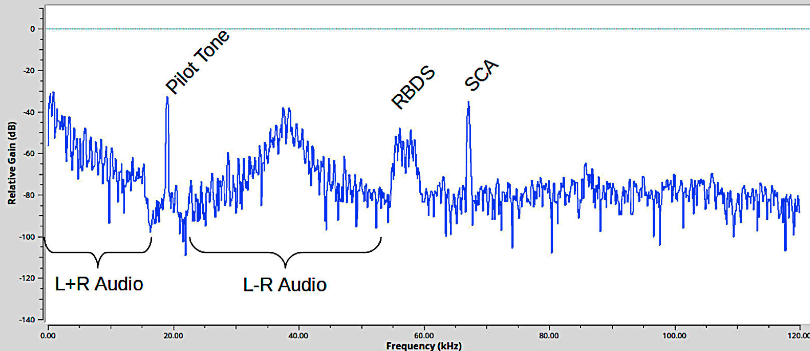 Pilot Tone
RBDS
SCA
Relative Gain (dB)
0
-20
-40
-60
-80
-100
-120
-140
L+R Audio
L-R Audio
0.00
20.00
40.00
60.00
80.00
100.00
120.00
Frequency (kHz)